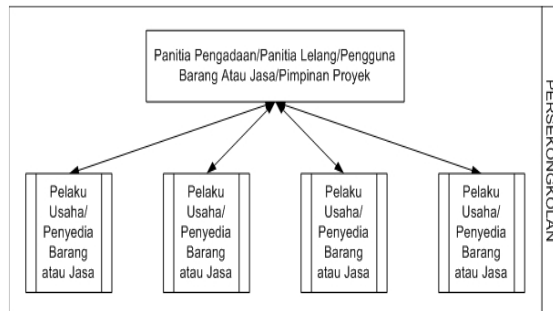 Panitia Pengadaan/Panitia Lelang/Pengguna
Barang Atau Jasa/Pimpinan Proyek
Pelaku
Usaha/
Penyedia
Barang
atau Jasa
Pelaku
Usaha/
Penyedia
Barang
atau Jasa
Pelaku
Usaha/
Penyedia
Barang
atau Jasa
Pelaku
Usaha/
Penyedia
Barang
atau Jasa
PERSEKONGKOLAN